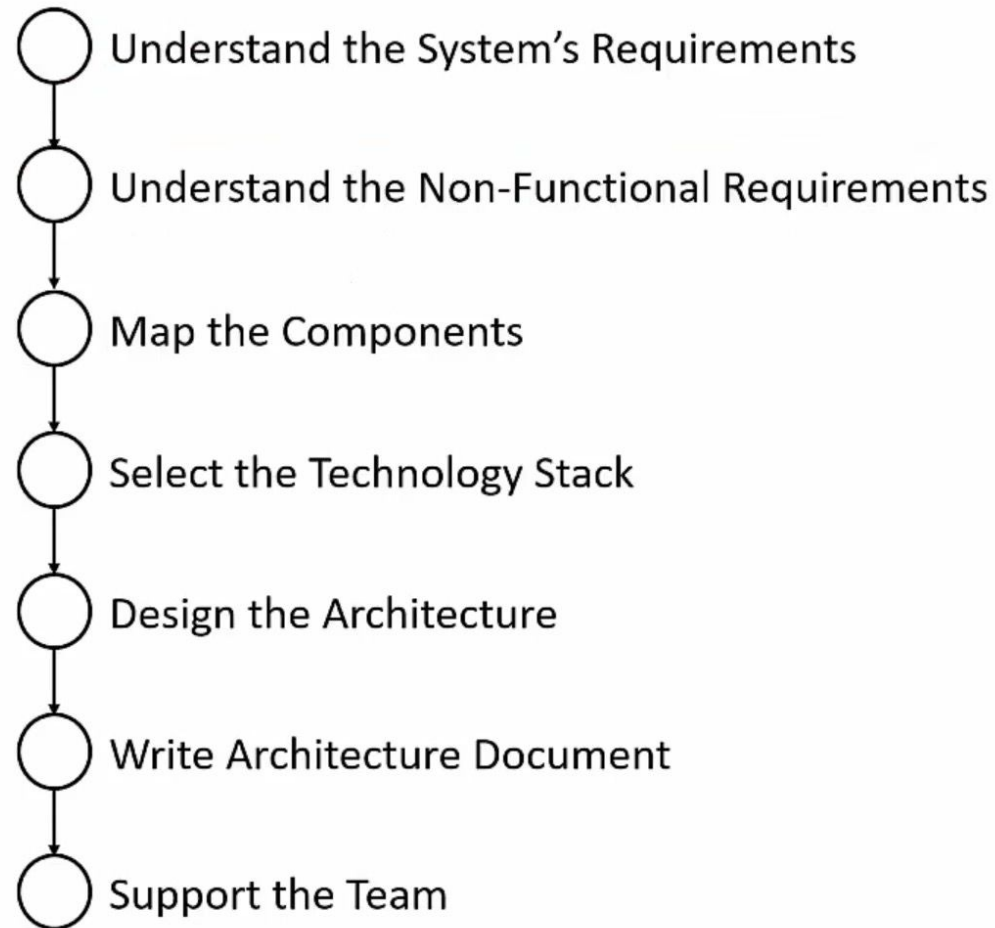 Understand the System’s Requirements
Understand the Non-Functional Requirements
Map the Components
Select the Technology Stack
Design the Architecture
Write Architecture Document
Support the Team